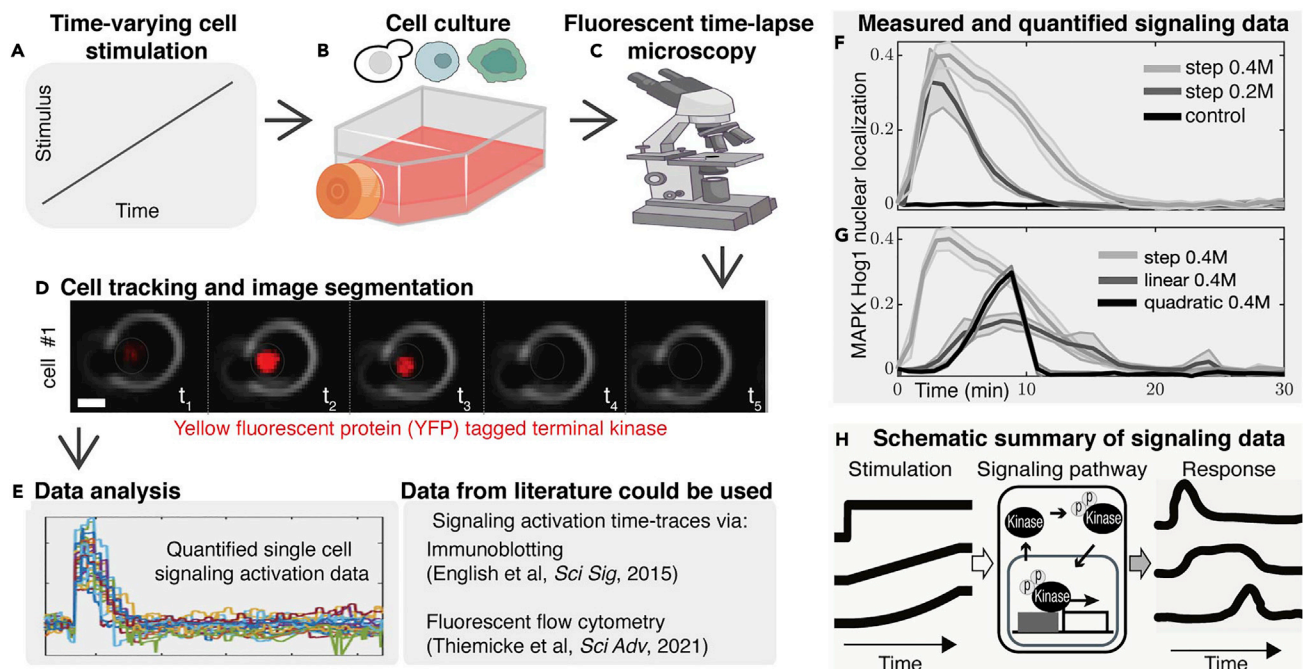 A
Time-varying cell
stimulation
Stimulus
Time
B
Cell culture
C
Fluorescent time-lapse
microscopy
D Cell tracking and image segmentation
cell #1
t1
t2
t3
t4
t5
Yellow fluorescent protein (YFP) tagged terminal kinase
E Data analysis
Quantified single cell
signaling activation data
Data from literature could be used
Signaling activation time-traces via:
Immunoblotting
(English et al, Sci Sig, 2015)
Fluorescent flow cytometry
(Thiemicke et al, Sci Adv, 2021)
Measured and quantified signaling data
F
MAPK Hog1 nuclear localization
0.4
0.2
0
step 0.4M
step 0.2M
control
G
0.4
0.2
0
step 0.4M
linear 0.4M
quadratic 0.4M
0 Time (min) 10 20 30
H Schematic summary of signaling data
Stimulation
Signaling pathway
Response
Kinase
p
p
Kinase
p
p
Kinase
Time
Time